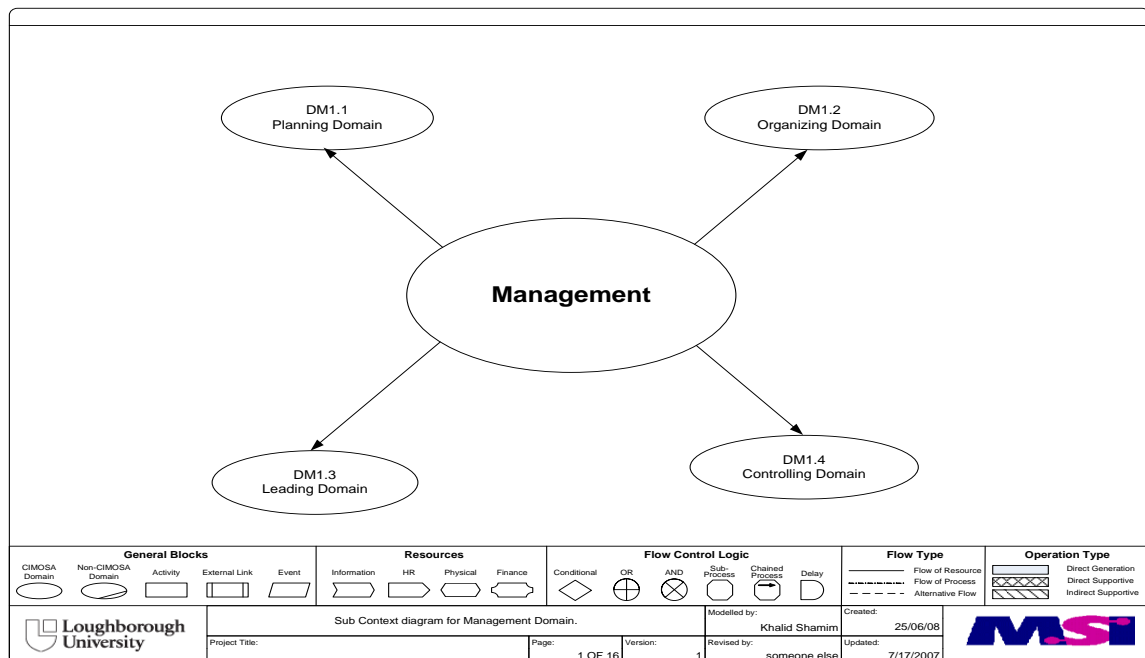 DM1.1
Planning Domain
DM1.2
Organizing Domain
Management
DM1.3
Leading Domain
DM1.4
Controlling Domain
General Blocks
CIMOSA
Domain
Non-CIMOSA
Domain
Activity
External Link
Event
Resources
Information
HR
Physical
Finance
Flow Control Logic
Conditional
OR
AND
Sub-
Process
Chained
Process
Delay
Flow Type
Flow of Resource
Flow of Process
Alternative Flow
Operation Type
Direct Generation
Direct Supportive
Indirect Supportive
Loughborough
University
Sub Context diagram for Management Domain.
Modelled by:
Khalid Shamim
Created:
25/06/08
Project Title:
Page:
1 OF 16
Version:
1
Revised by:
someone else
Updated:
7/17/2007
MSI